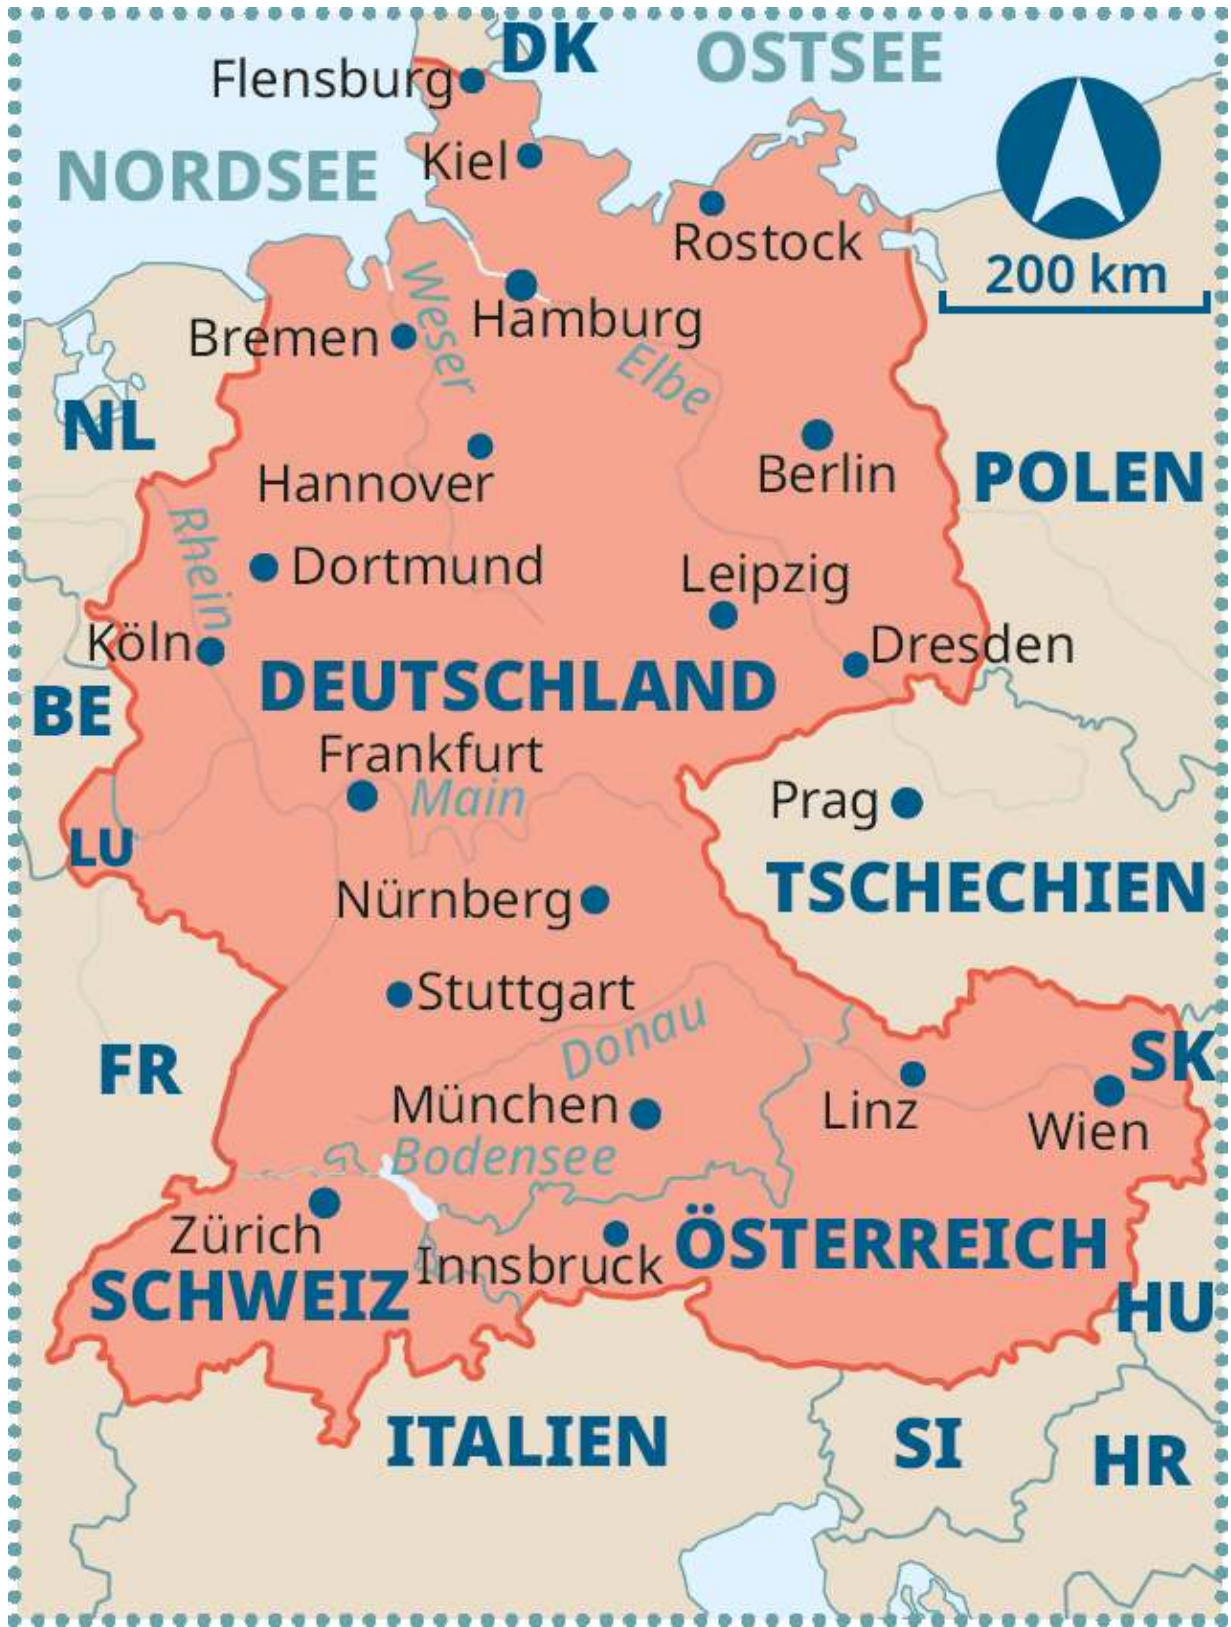 DK
OSTSEE
Flensburg
NORDSEE
Kiel
Rostock
200 km
Weser
Hamburg
Bremen
Elbe
NL
Berlin
POLEN
Hannover
Rhein
Dortmund
Leipzig
Köln
Dresden
BE
DEUTSCHLAND
Frankfurt
Main
Prag
LU
TSCHECHIEN
Nürnberg
Stuttgart
Donau
FR
SK
München
Linz
Wien
Bodensee
Zürich
Innsbruck
ÖSTERREICH
SCHWEIZ
HU
ITALIEN
SI
HR